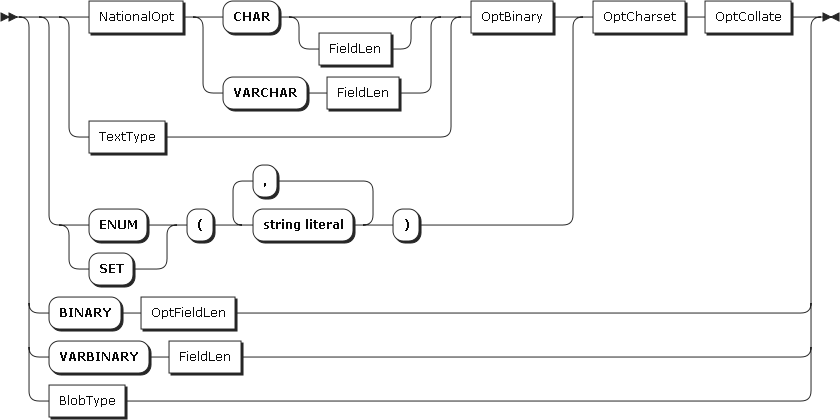 NationalOpt CHAR OptBinary OptCharset OptCollate
FieldLen
VARCHAR FieldLen
TextType
,
ENUM ( string literal )
SET
BINARY OptFieldLen
VARBINARY FieldLen
BlobType